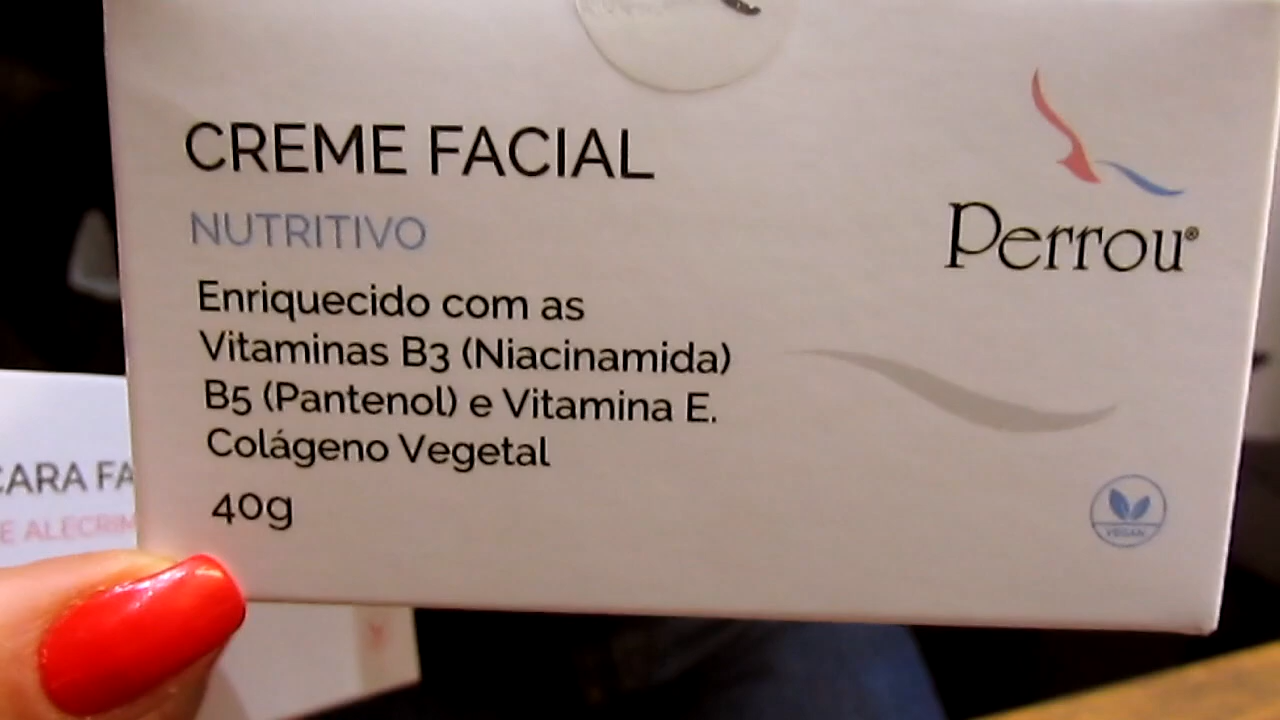 CREME FACIAL
NUTRITIVO
Enriquecido com as
Vitaminas B3 (Niacinamida)
B5 (Pantenol) e Vitamina E.
Colágeno Vegetal
40g
Perrou®
VEGAN
CARA FA
E ALECRIM